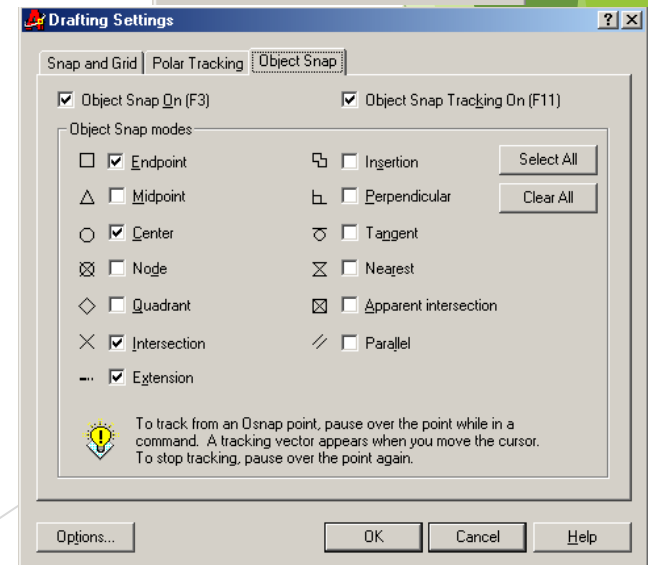 Drafting Settings
Snap and Grid Polar Tracking Object Snap
Object Snap On (F3) Object Snap Tracking On (F11)
Object Snap modes
Endpoint Insertion Select All
Midpoint Perpendicular Clear All
Center Tangent
Node Nearest
Quadrant Apparent intersection
Intersection Parallel
Extension
To track from an Osnap point, pause over the point while in a
command. A tracking vector appears when you move the cursor.
To stop tracking, pause over the point again.
Options... OK Cancel Help